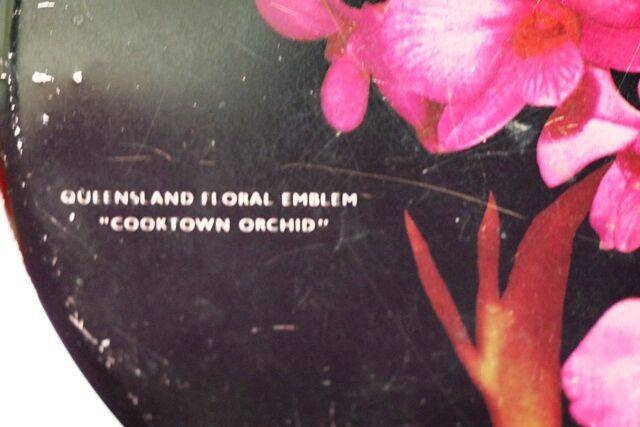 QUEENSLAND FLORAL EMBLEM
"COOKTOWN ORCHID"